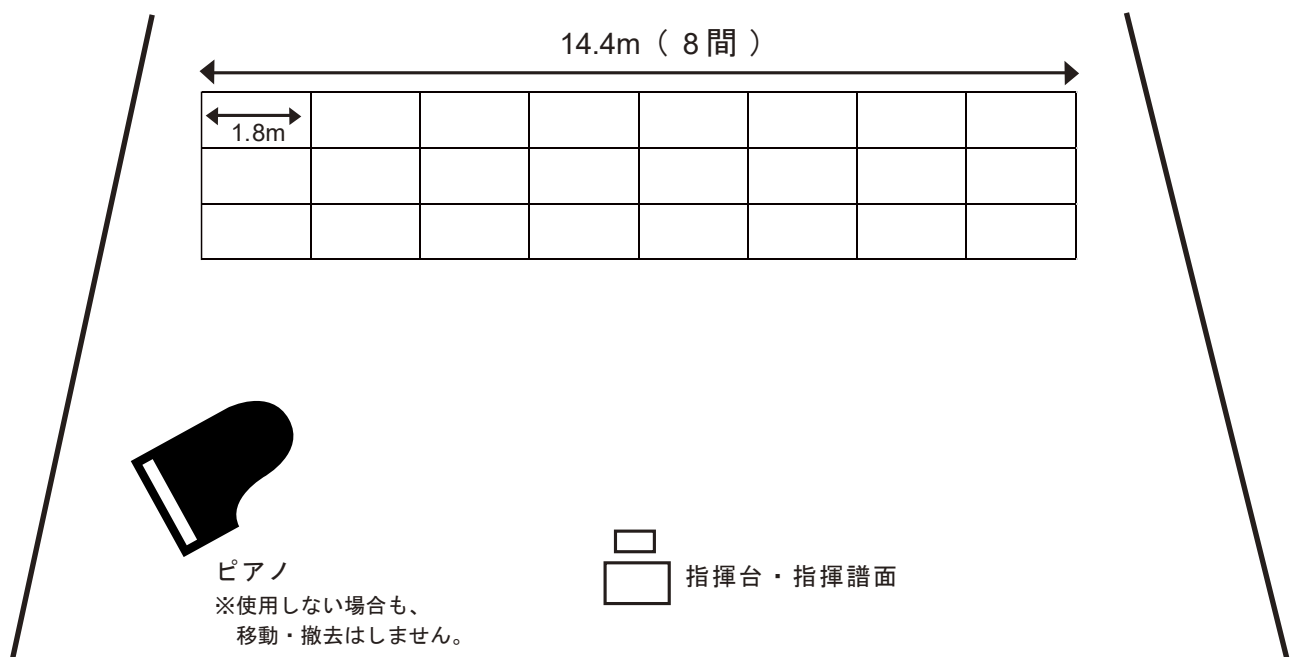 14.4m（ 8間 ）
1.8m
ピアノ
※使用しない場合も、
移動・撤去はしません。
指揮台・指揮譜面